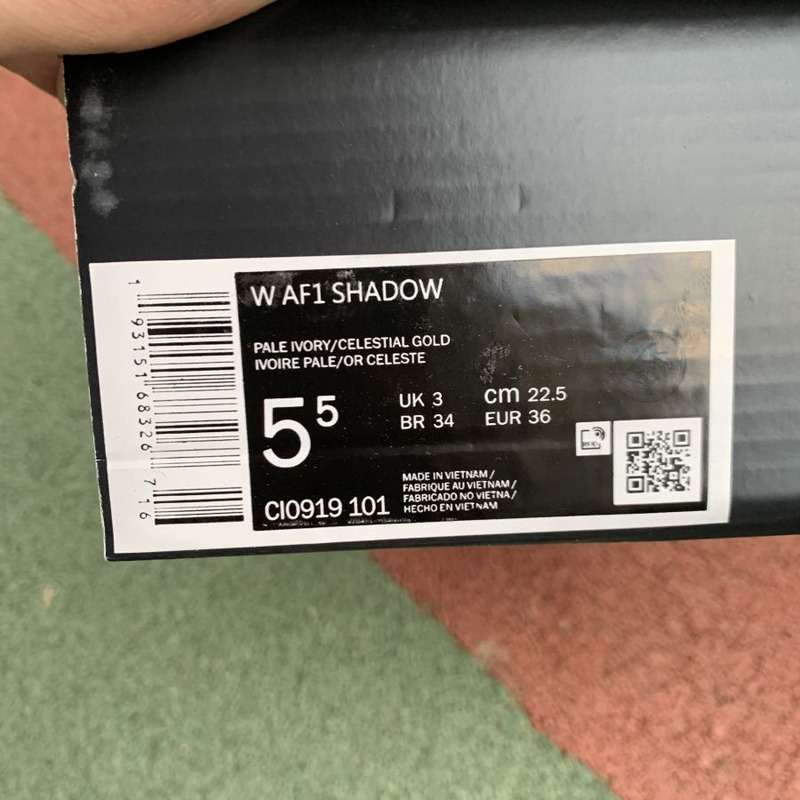 W AF1 SHADOW
PALE IVORY/CELESTIAL GOLD
IVOIRE PALE/OR CELESTE
5 5
UK 3
cm 22.5
BR 34
EUR 36
MADE IN VIETNAM /
FABRIQUE AU VIETNAM /
FABRICADO NO VIETNA /
HECHO EN VIETNAM
CI0919 101
1 93151 68326 7 16